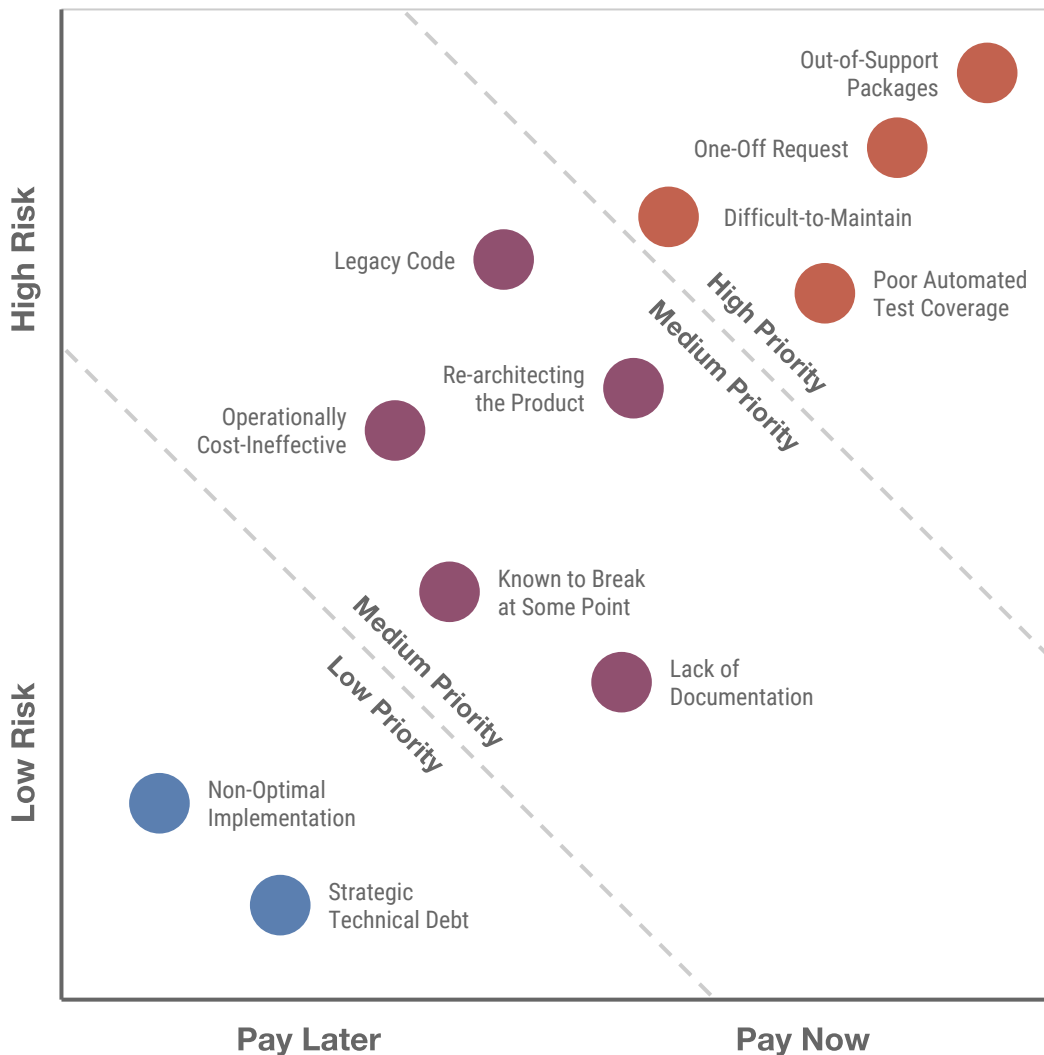 Out-of-Support
Packages
One-Off Request
Difficult-to-Maintain
Legacy Code
Poor Automated
Test Coverage
High Risk
High Priority
Medium Priority
Re-architecting
the Product
Operationally
Cost-Ineffective
Known to Break
at Some Point
Medium Priority
Low Priority
Lack of
Documentation
Low Risk
Non-Optimal
Implementation
Strategic
Technical Debt
Pay Later
Pay Now